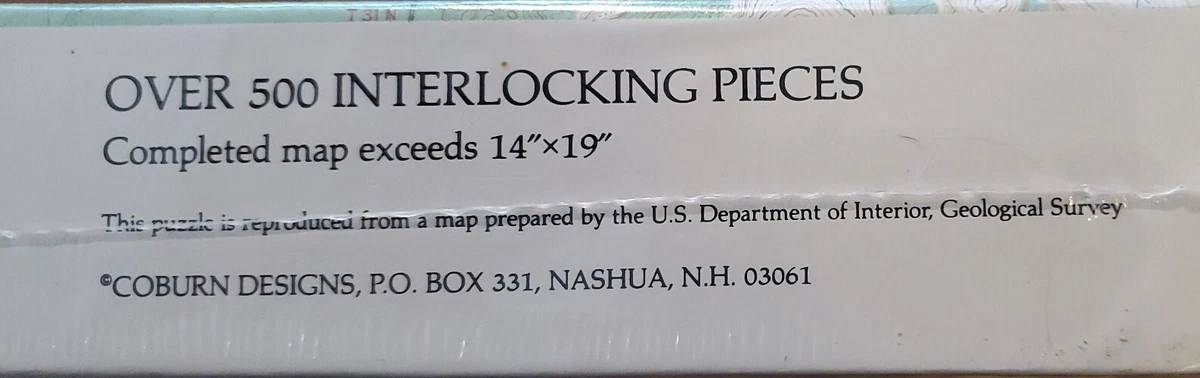 T 31 N
OVER 500 INTERLOCKING PIECES
Completed map exceeds 14″×19″
This puzzle is reproduced from a map prepared by the U.S. Department of Interior, Geological Survey
©COBURN DESIGNS, P.O. BOX 331, NASHUA, N.H. 03061